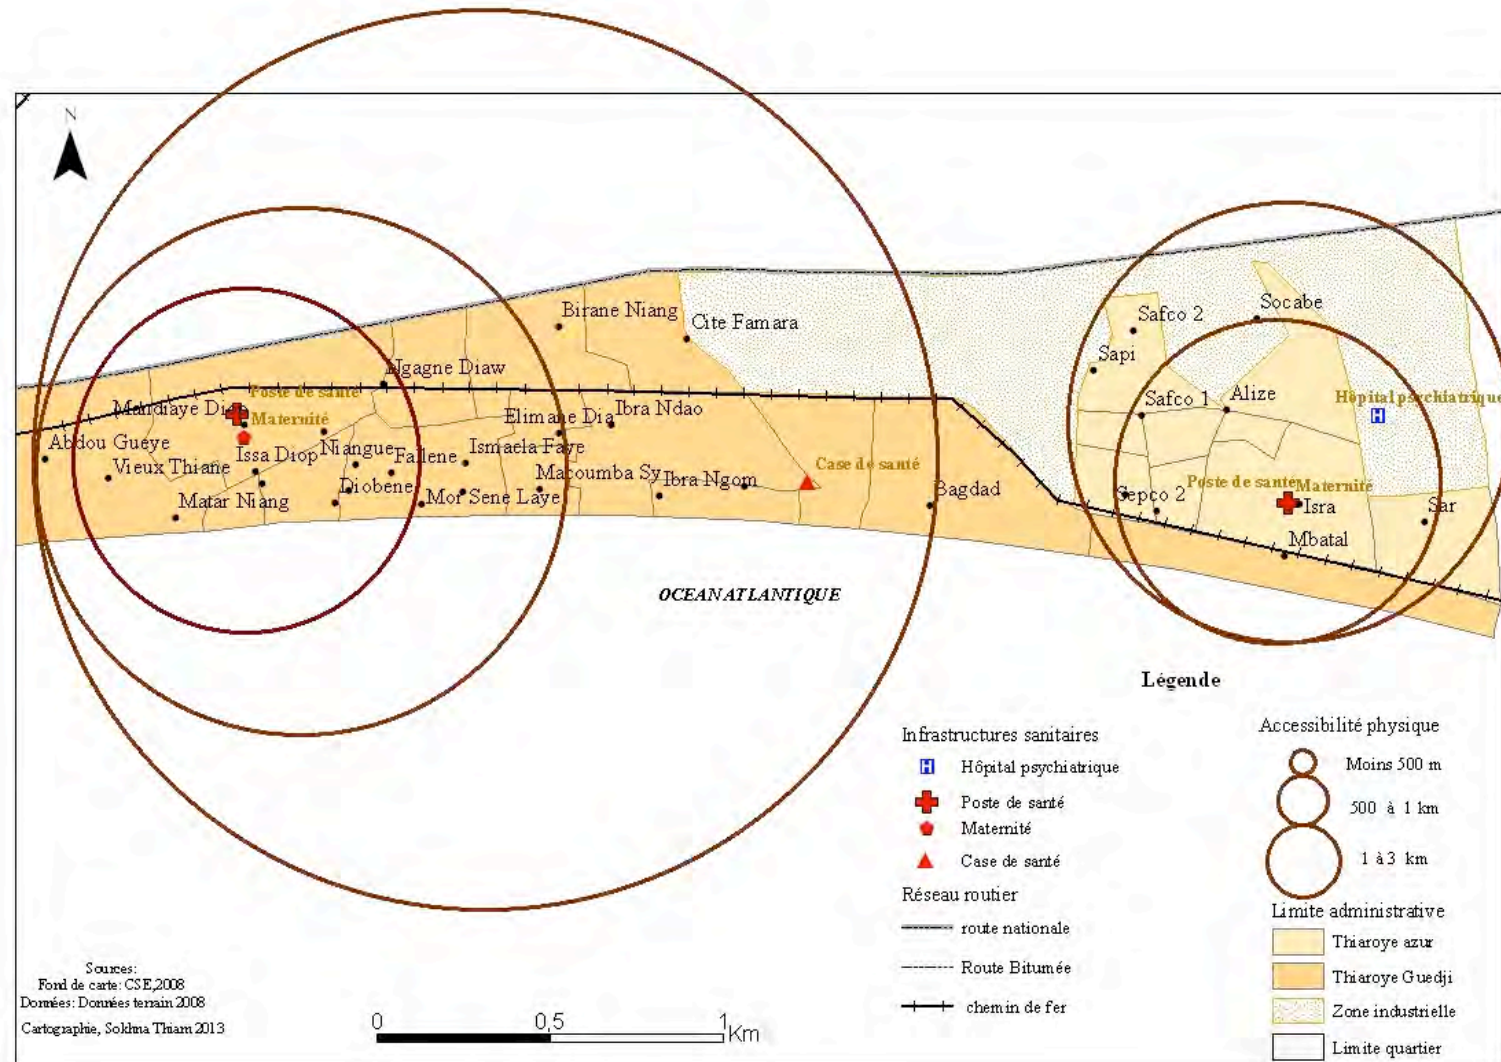 N
Birane Niang
Cite Famara
Socabe
Safco 2
Sapi
Ngagne Diaw
Poste de santé
Mandiaye Diop
Maternité
Elimane Dia
Ibra Ndao
Safco 1
Alize
Hôpital psychiatrique
Abdou Gueye
Vieux Thiane
Issa Diop
Niangue
Fallene
Ismaela Faye
Macoumba Sy
Ibra Ngom
Case de santé
Matar Niang
Diobene
Mor Sene Laye
Bagdad
Sepco 2
Poste de santé
Maternité
Isra
Sar
Mbatal
OCEAN ATLANTIQUE
Légende
Infrastructures sanitaires
Hôpital psychiatrique
Poste de santé
Maternité
Case de santé
Réseau routier
route nationale
Route Bitumée
chemin de fer
Accessibilité physique
Moins 500 m
500 à 1 km
1 à 3 km
Limite administrative
Thiaroye azur
Thiaroye Guedji
Zone industrielle
Limite quartier
Sources:
Fond de carte: CSE,2008
Données: Données terrain 2008
Cartographie, Sokhna Thiam 2013
0 0,5 1 Km